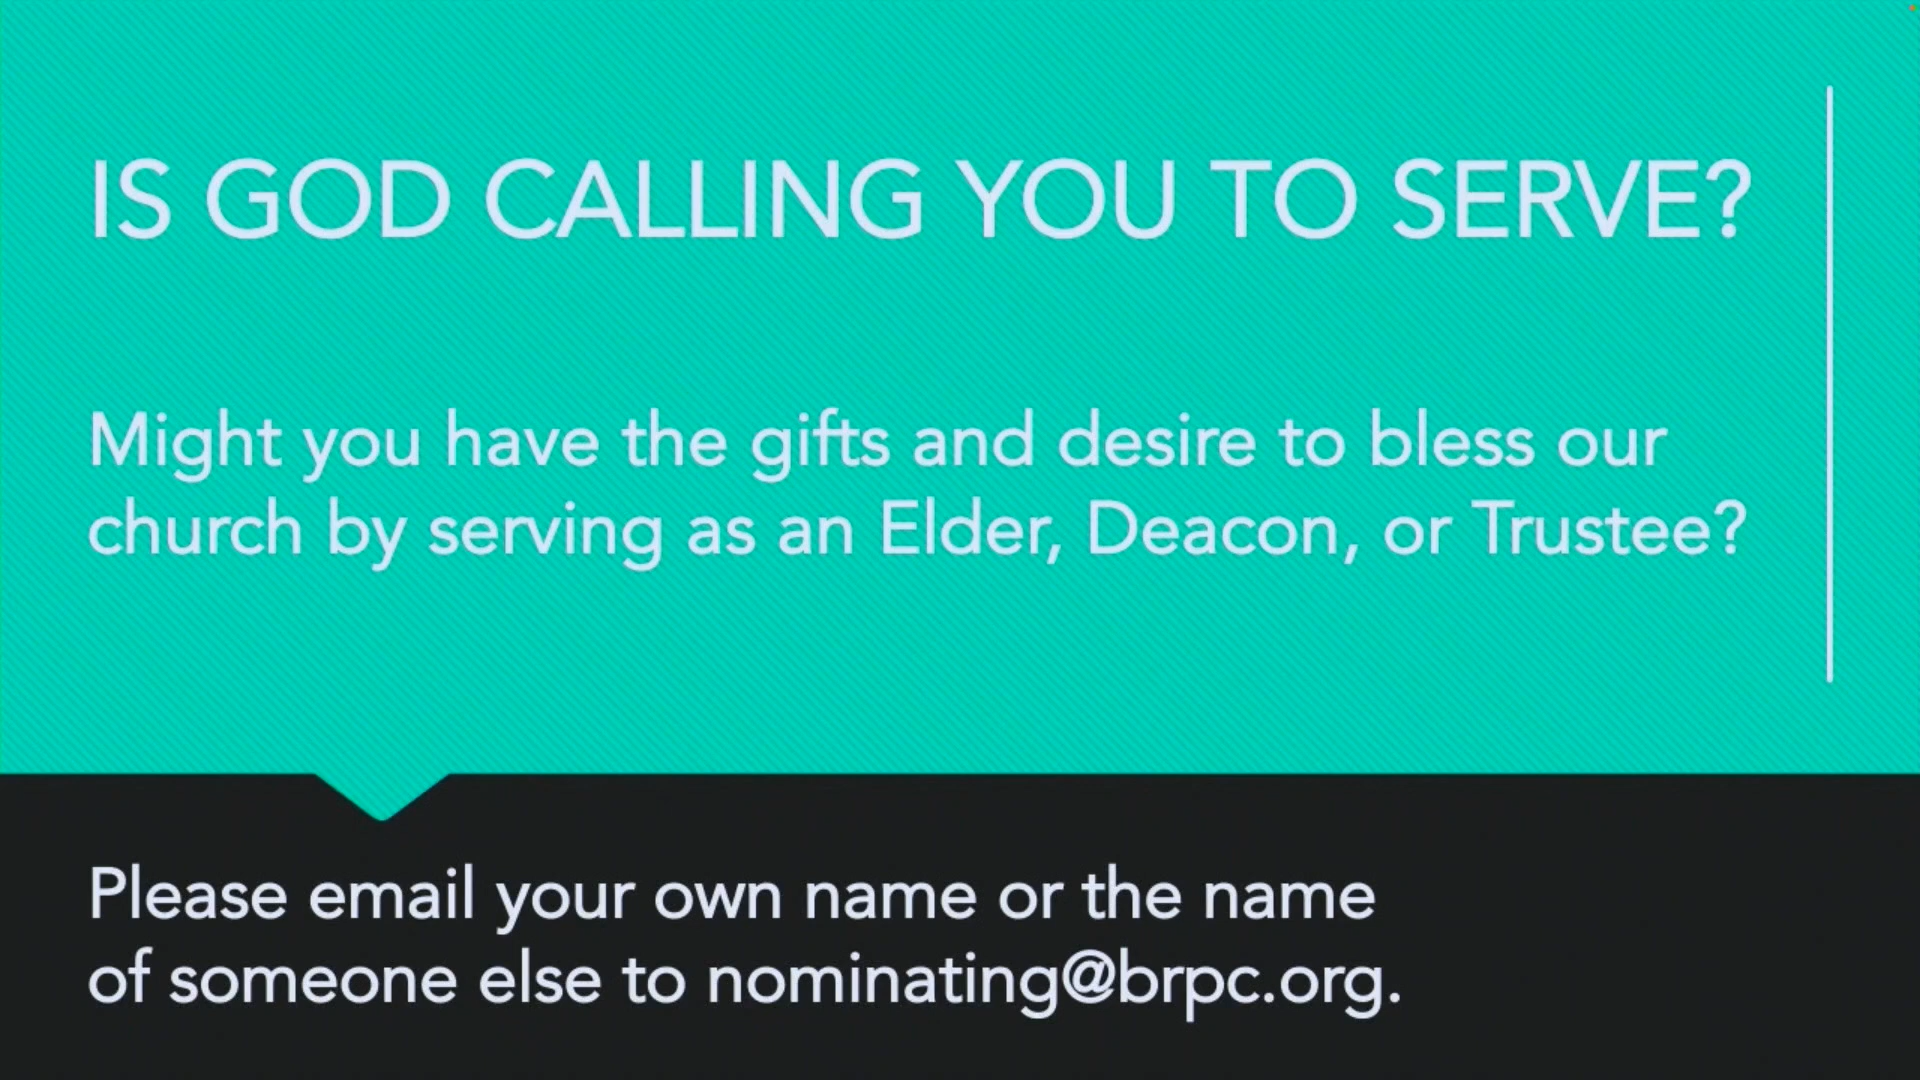 IS GOD CALLING YOU TO SERVE?
Might you have the gifts and desire to bless our
church by serving as an Elder, Deacon, or Trustee?
Please email your own name or the name
of someone else to nominating@brpc.org.